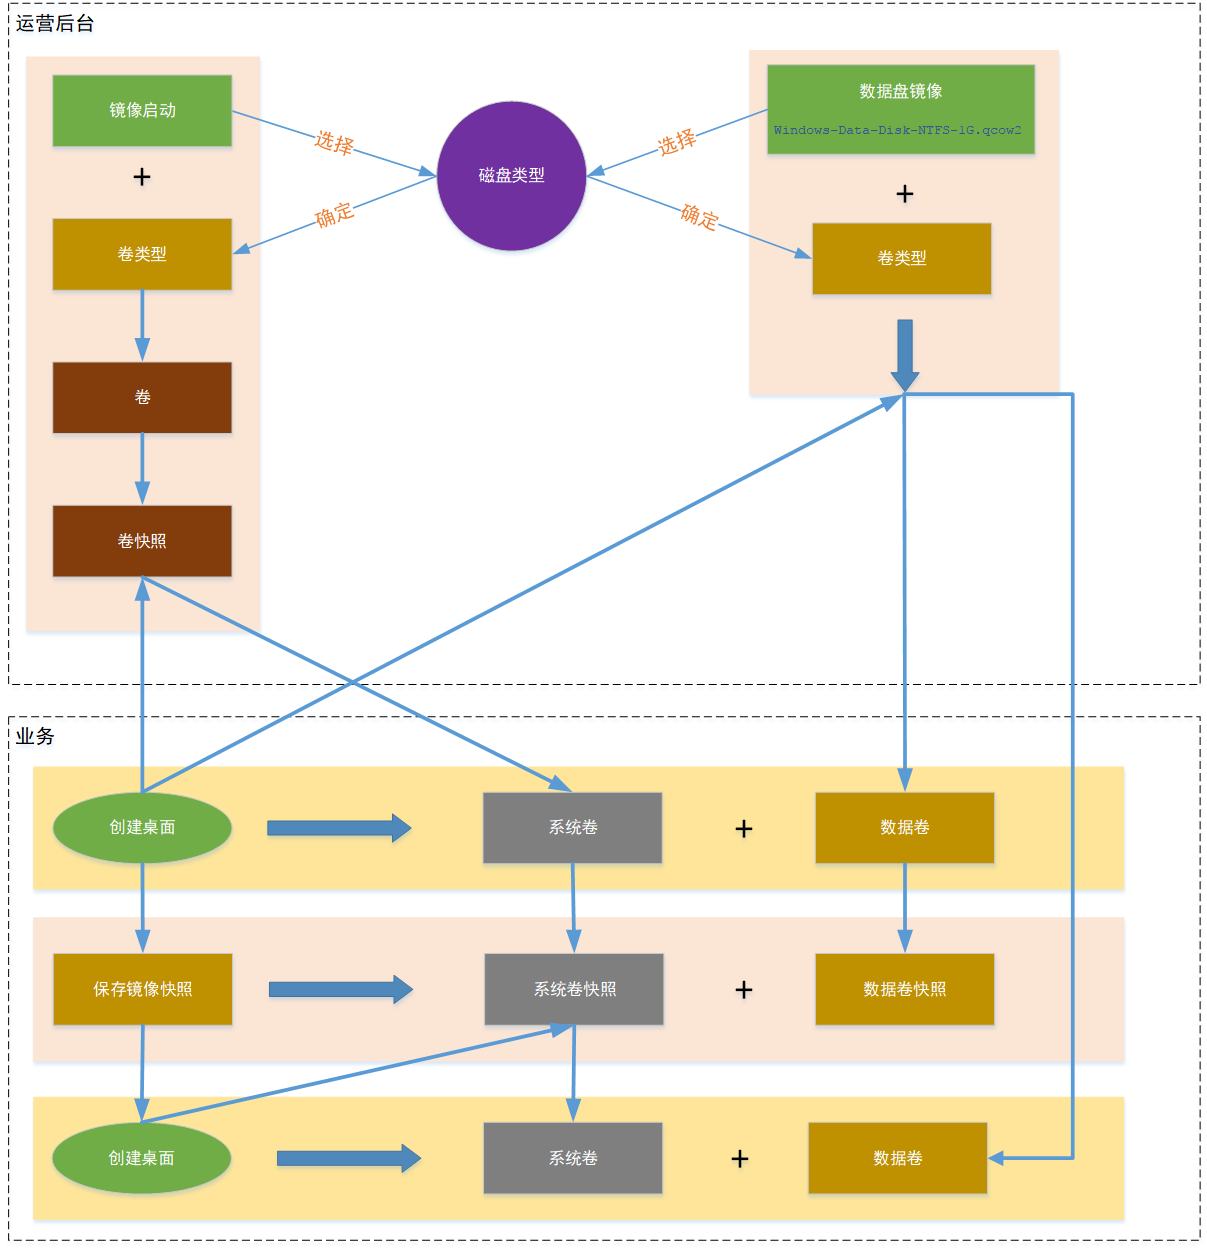 运营后台
镜像启动
+
卷类型
卷
卷快照
选择
确定
磁盘类型
选择
确定
数据盘镜像
Windows-Data-Disk-NTFS-1G.qcow2
+
卷类型
业务
创建桌面
系统卷
+
数据卷
保存镜像快照
系统卷快照
+
数据卷快照
创建桌面
系统卷
+
数据卷